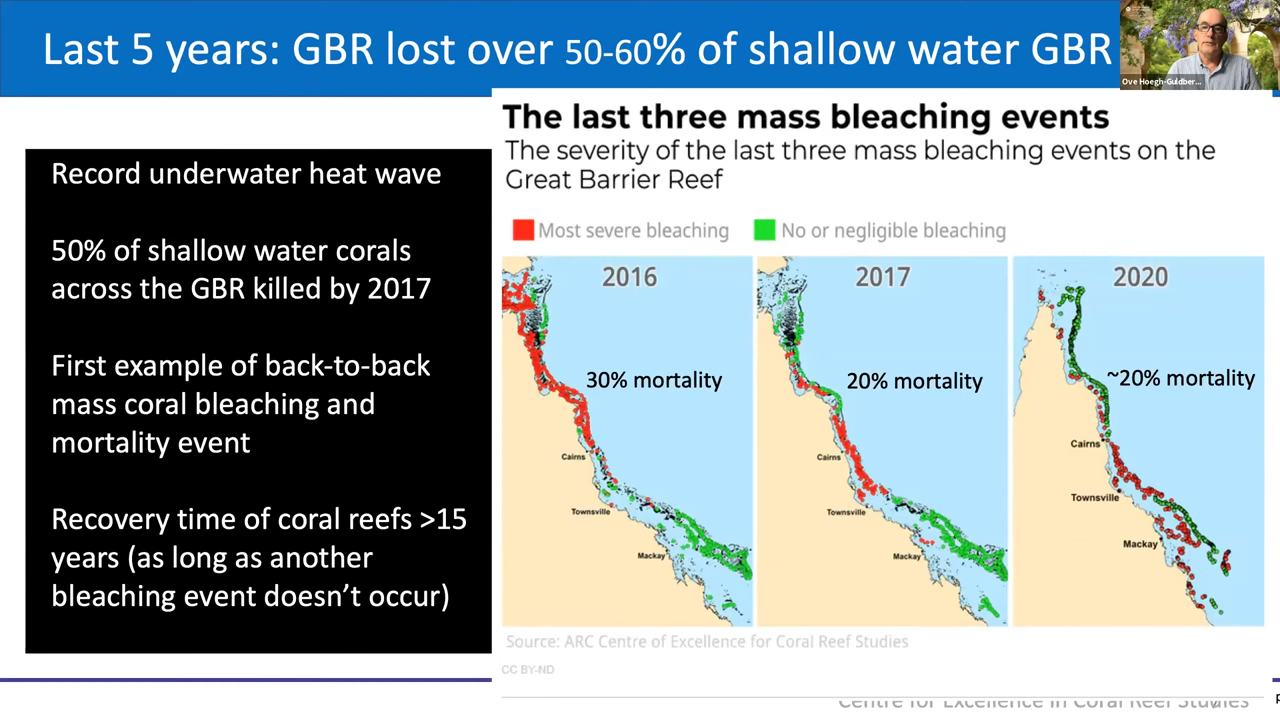 Last 5 years: GBR lost over 50-60% of shallow water GBR
Ove Hoegh-Guldber...
Record underwater heat wave
50% of shallow water corals
across the GBR killed by 2017
First example of back-to-back
mass coral bleaching and
mortality event
Recovery time of coral reefs >15
years (as long as another
bleaching event doesn't occur)
The last three mass bleaching events
The severity of the last three mass bleaching events on the
Great Barrier Reef
Most severe bleaching
No or negligible bleaching
2016
30% mortality
Cairns
Townsville
Mackay
2017
20% mortality
Cairns
Townsville
Mackay
2020
~20% mortality
Cairns
Townsville
Mackay
Source: ARC Centre of Excellence for Coral Reef Studies
CC BY-ND
Centre for Excellence in Coral Reef Studies